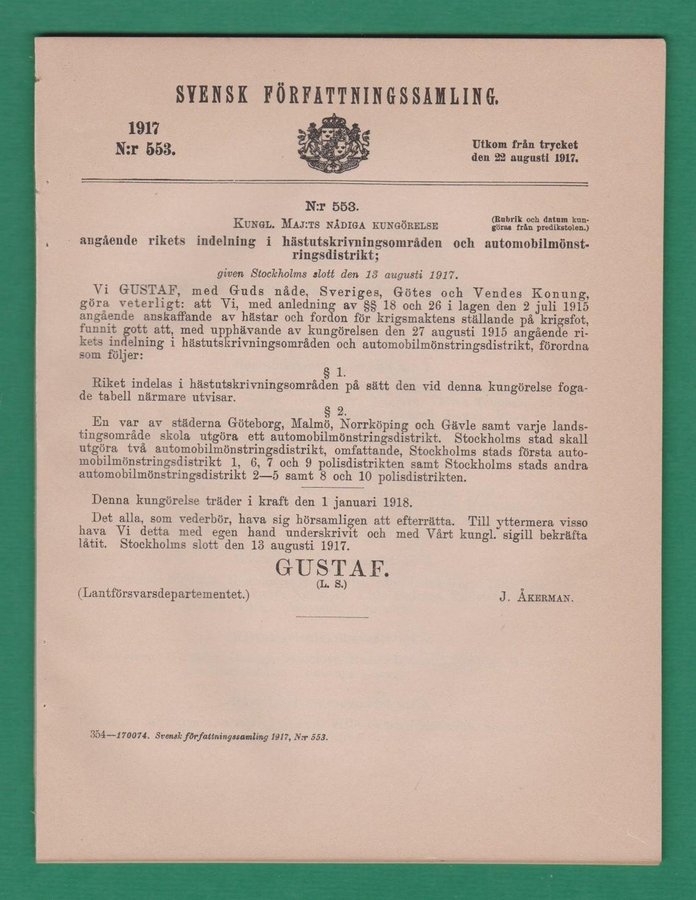 SVENSK FÖRFATTNINGSSAMLING.
1917
N:r 553.
Utkom från trycket
den 22 augusti 1917.
N:r 553.
KUNGL. MAJ:TS NÅDIGA KUNGÖRELSE
(Rubrik och datum kun-
göras från predikstolen.)
angående rikets indelning i hästutskrivningsområden och automobilmönst-
ringsdistrikt;
given Stockholms slott den 13 augusti 1917.
Vi GUSTAF, med Guds nåde, Sveriges, Götes och Vendes Konung,
göra veterligt: att Vi, med anledning av §§ 18 och 26 i lagen den 2 juli 1915
angående anskaffande av hästar och fordon för krigsmaktens ställande på krigsfot,
funnit gott att, med upphävande av kungörelsen den 27 augusti 1915 angående ri-
kets indelning i hästutskrivningsområden och automobilmönstringsdistrikt, förordna
som följer:
§ 1.
Riket indelas i hästutskrivningsområden på sätt den vid denna kungörelse foga-
de tabell närmare utvisar.
§ 2.
En var av städerna Göteborg, Malmö, Norrköping och Gävle samt varje lands-
tingsområde skola utgöra ett automobilmönstringsdistrikt. Stockholms stad skall
utgöra två automobilmönstringsdistrikt, omfattande, Stockholms stads första auto-
mobilmönstringsdistrikt 1, 6, 7 och 9 polisdistrikten samt Stockholms stads andra
automobilmönstringsdistrikt 2—5 samt 8 och 10 polisdistrikten.
Denna kungörelse träder i kraft den 1 januari 1918.
Det alla, som vederbör, hava sig hörsamligen att efterrätta. Till yttermera visso
hava Vi detta med egen hand underskrivit och med Vårt kungl. sigill bekräfta
låtit. Stockholms slott den 13 augusti 1917.
GUSTAF.
(L. S.)
(Lantförsvarsdepartementet.)
J. ÅKERMAN.
354—170074. Svensk författningssamling 1917, N:r 553.